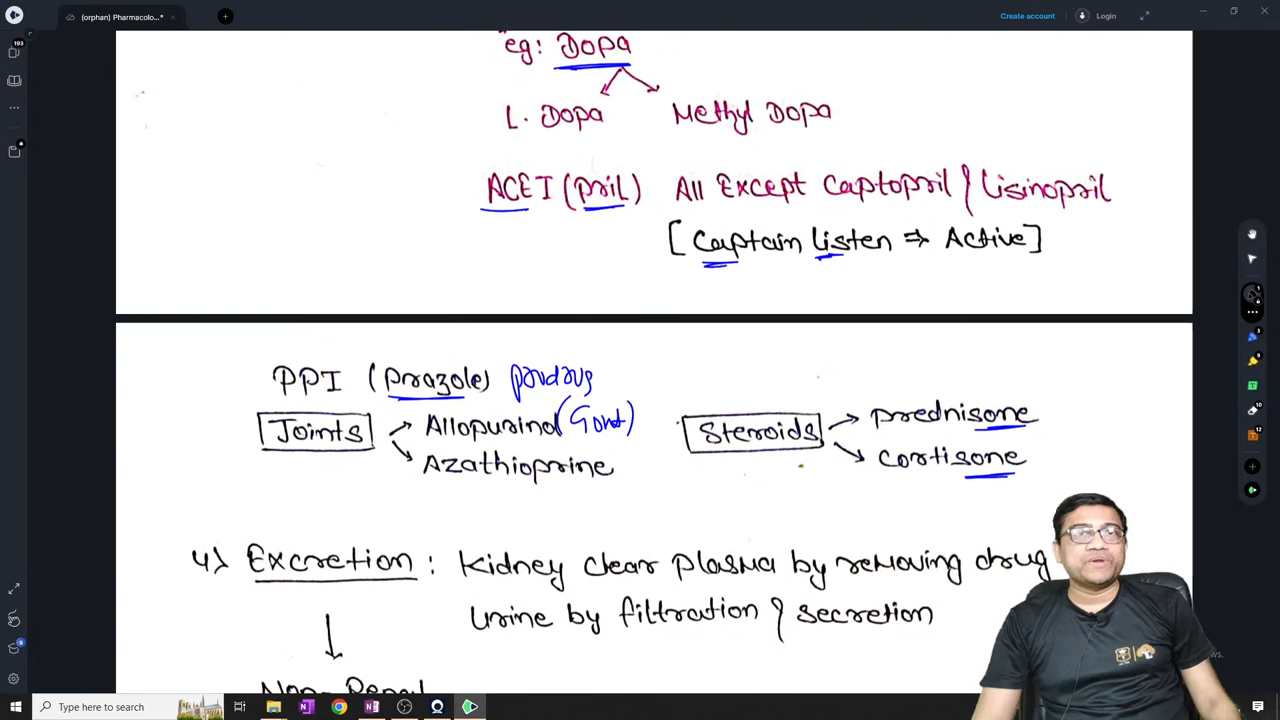 193
(orphan) Pharmacolo...*
Create account
Login
eg: Dopa
L. Dopa Methyl Dopa
ACEI (pril) All Except Captopril & Lisinopril
[Captain listen ⇒ Active]
PPI (prazole) prodrug
Joints Allopurinol (Gout)
Azathioprine
Steroids prednisone
cortisone
4) Excretion: Kidney clear plasma by removing drug
Urine by filtration & secretion
Non-Renal
Type here to search